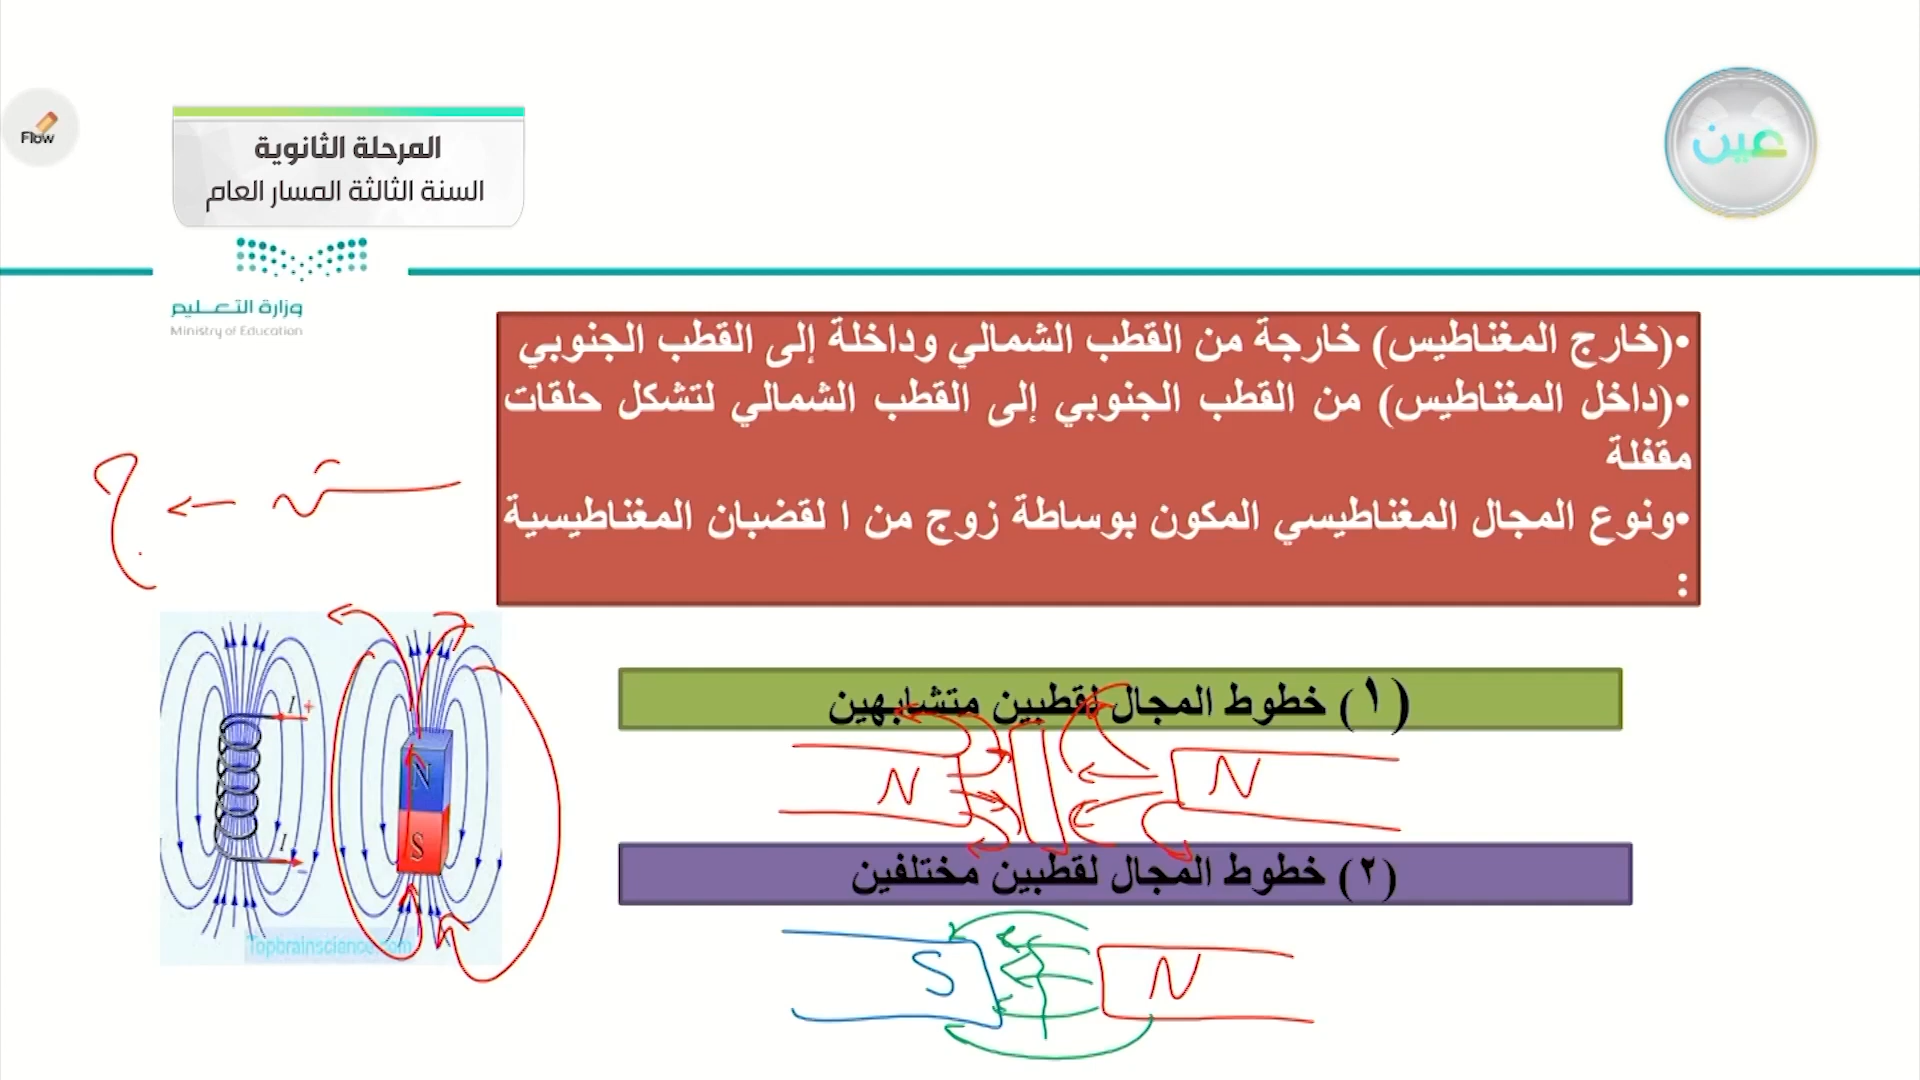 Flow
المرحلة الثانوية
السنة الثالثة المسار العام
عين
وزارة التعليم
Ministry of Education
•(خارج المغناطيس) خارجة من القطب الشمالي وداخلة إلى القطب الجنوبي
•(داخل المغناطيس) من القطب الجنوبي إلى القطب الشمالي لتشكل حلقات
مقفلة
•ونوع المجال المغناطيسي المكون بوساطة زوج من ا لقضبان المغناطيسية
:
I +
N
S
I
-
Topbrainscience.com
(١) خطوط المجال لقطبين متشابهين
N N
(٢) خطوط المجال لقطبين مختلفين
S N